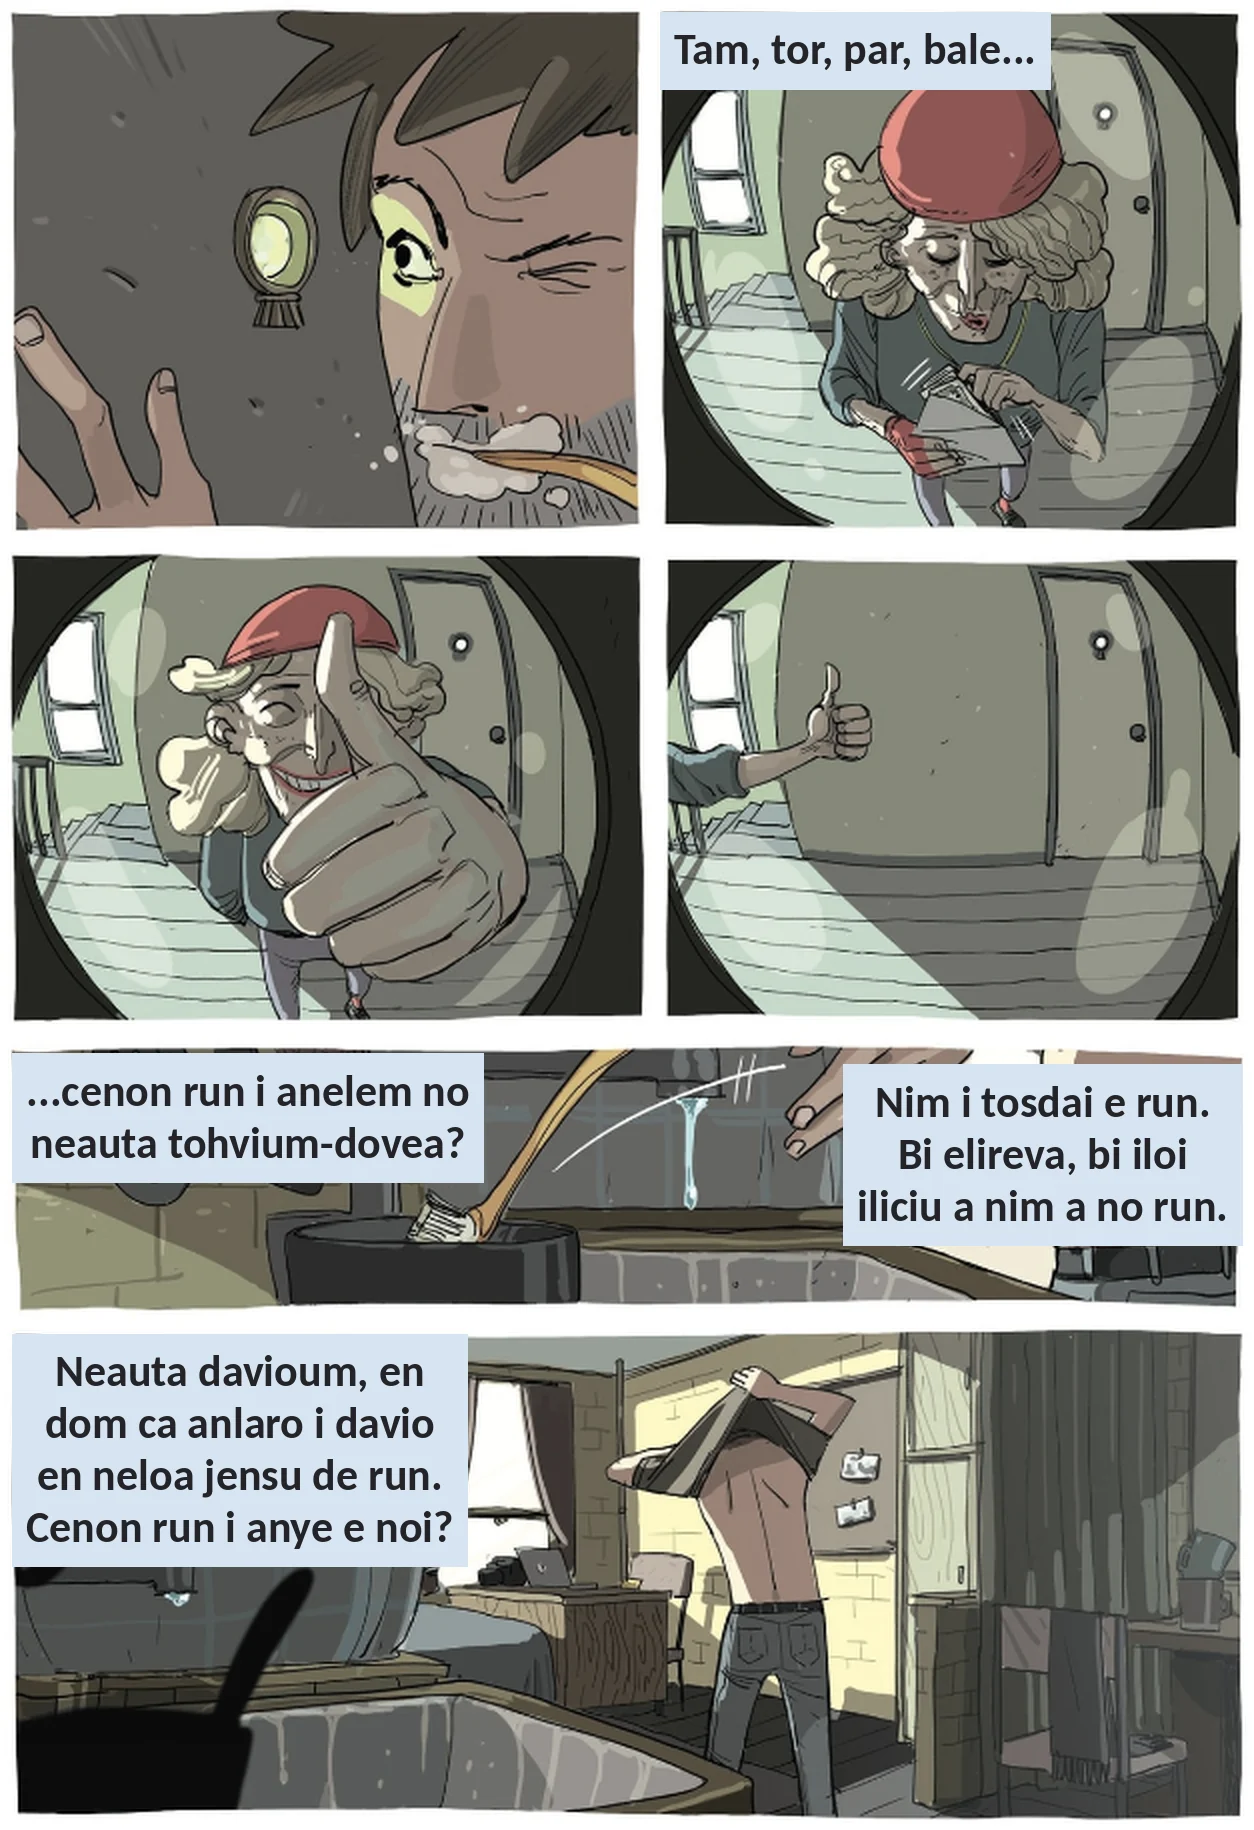 Tam, tor, par, bale...
...cenon run i anelem no
neauta tohvium-dovea?
Nim i tosdai e run.
Bi elireva, bi iloi
iliciu a nim a no run.
Neauta davioum, en
dom ca anlaro i davio
en neloa jensu de run.
Cenon run i anye e noi?